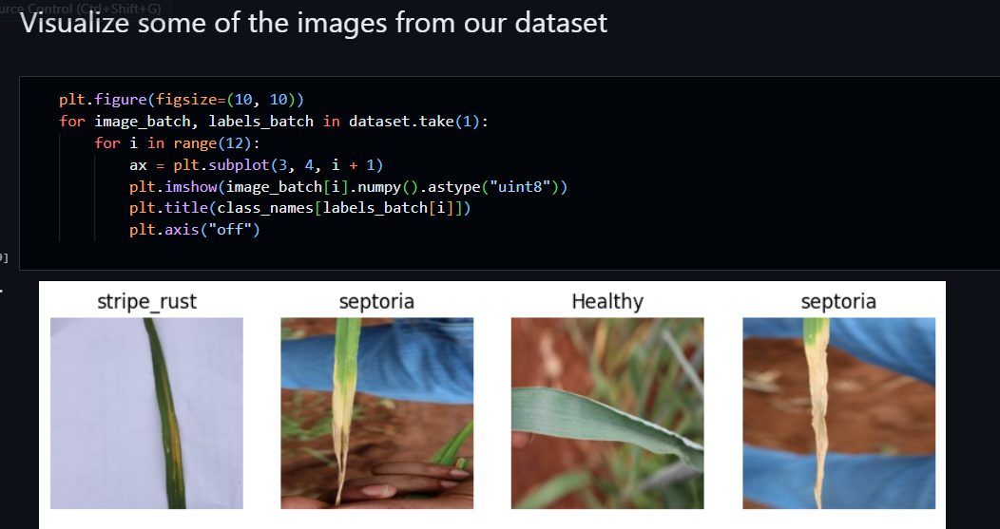 urce Control (Ctrl+Shift+G)
Visualize some of the images from our dataset
plt.figure(figsize=(10, 10))
for image_batch, labels_batch in dataset.take(1):
for i in range(12):
ax = plt.subplot(3, 4, i + 1)
plt.imshow(image_batch[i].numpy().astype("uint8"))
plt.title(class_names[labels_batch[i]])
plt.axis("off")
stripe_rust septoria Healthy septoria